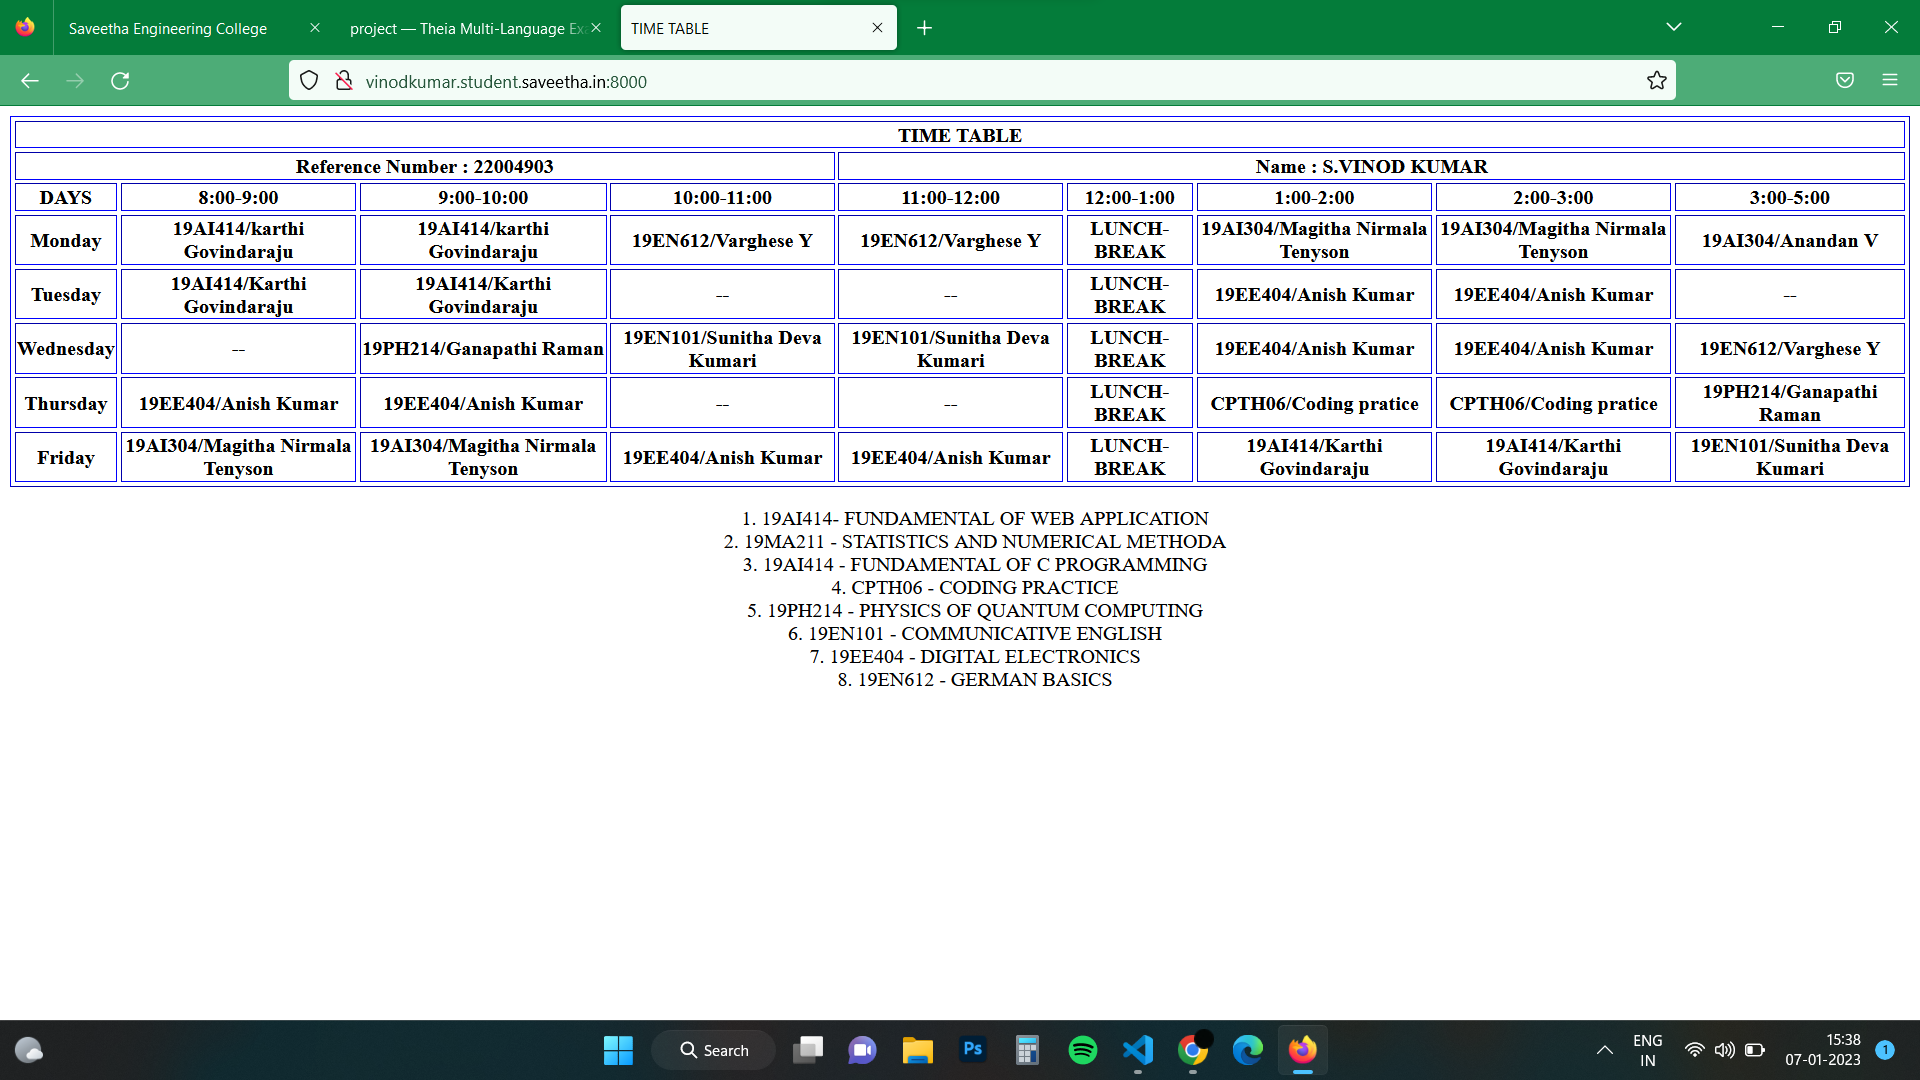 Saveetha Engineering College
project — Theia Multi-Language Ex
TIME TABLE
vinodkumar.student.saveetha.in:8000
TIME TABLE
Reference Number : 22004903 Name : S.VINOD KUMAR
DAYS 8:00-9:00 9:00-10:00 10:00-11:00 11:00-12:00 12:00-1:00 1:00-2:00 2:00-3:00 3:00-5:00
Monday 19AI414/karthi Govindaraju 19AI414/karthi Govindaraju 19EN612/Varghese Y 19EN612/Varghese Y LUNCH-BREAK 19AI304/Magitha Nirmala Tenyson 19AI304/Magitha Nirmala Tenyson 19AI304/Anandan V
Tuesday 19AI414/Karthi Govindaraju 19AI414/Karthi Govindaraju -- -- LUNCH-BREAK 19EE404/Anish Kumar 19EE404/Anish Kumar --
Wednesday -- 19PH214/Ganapathi Raman 19EN101/Sunitha Deva Kumari 19EN101/Sunitha Deva Kumari LUNCH-BREAK 19EE404/Anish Kumar 19EE404/Anish Kumar 19EN612/Varghese Y
Thursday 19EE404/Anish Kumar 19EE404/Anish Kumar -- -- LUNCH-BREAK CPTH06/Coding pratice CPTH06/Coding pratice 19PH214/Ganapathi Raman
Friday 19AI304/Magitha Nirmala Tenyson 19AI304/Magitha Nirmala Tenyson 19EE404/Anish Kumar 19EE404/Anish Kumar LUNCH-BREAK 19AI414/Karthi Govindaraju 19AI414/Karthi Govindaraju 19EN101/Sunitha Deva Kumari
1. 19AI414- FUNDAMENTAL OF WEB APPLICATION
2. 19MA211 - STATISTICS AND NUMERICAL METHODA
3. 19AI414 - FUNDAMENTAL OF C PROGRAMMING
4. CPTH06 - CODING PRACTICE
5. 19PH214 - PHYSICS OF QUANTUM COMPUTING
6. 19EN101 - COMMUNICATIVE ENGLISH
7. 19EE404 - DIGITAL ELECTRONICS
8. 19EN612 - GERMAN BASICS
Search
Ps
ENG
IN
15:38
07-01-2023
1